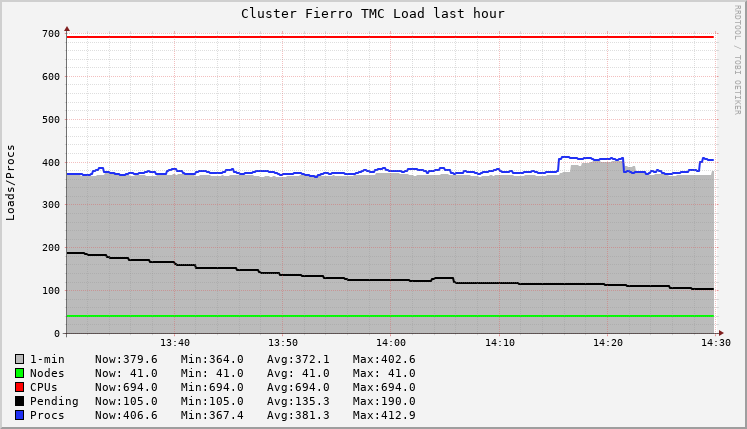 Cluster Fierro TMC Load last hour
RRDTOOL / TOBI OETIKER
Loads/Procs
700
600
500
400
300
200
100
0
13:40 13:50 14:00 14:10 14:20 14:30
1-min Now:379.6 Min:364.0 Avg:372.1 Max:402.6
Nodes Now: 41.0 Min: 41.0 Avg: 41.0 Max: 41.0
CPUs Now:694.0 Min:694.0 Avg:694.0 Max:694.0
Pending Now:105.0 Min:105.0 Avg:135.3 Max:190.0
Procs Now:406.6 Min:367.4 Avg:381.3 Max:412.9